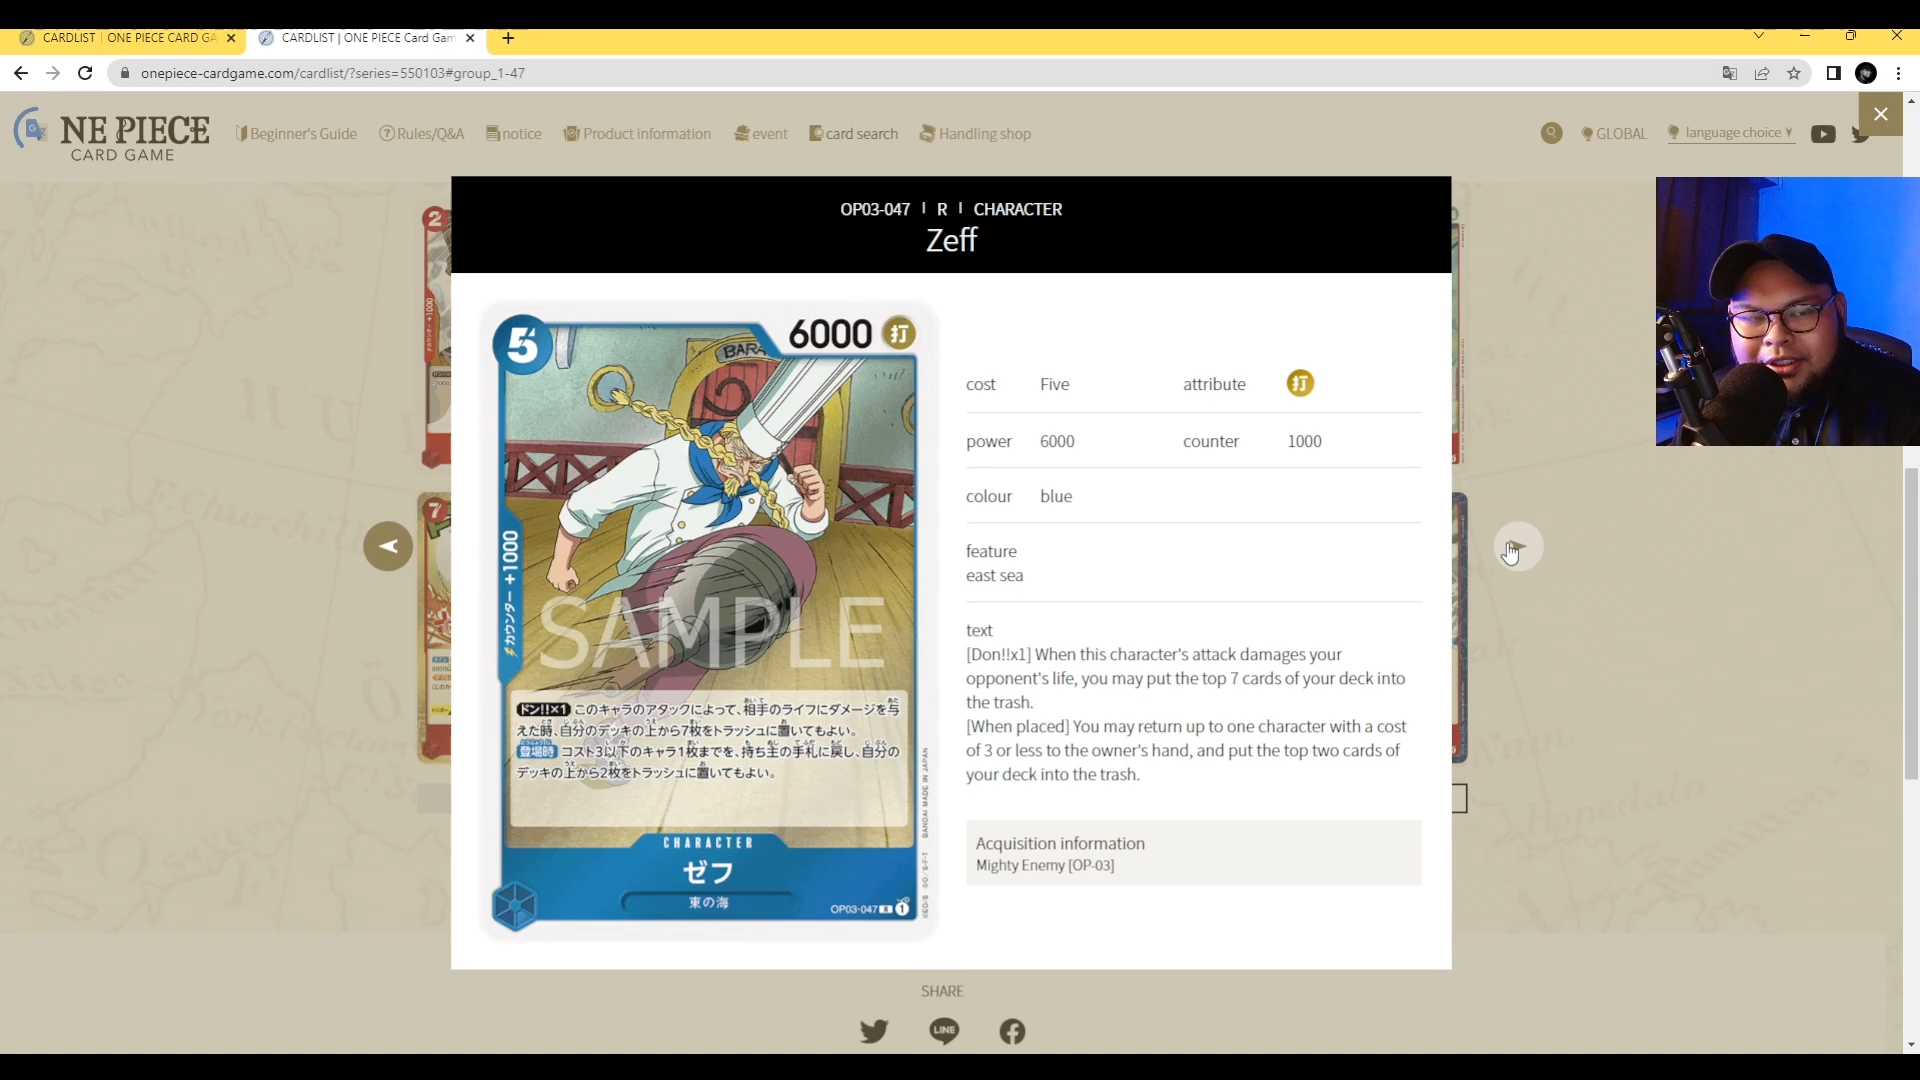 CARDLIST | ONE PIECE CARD GA
CARDLIST | ONE PIECE Card Gam
onepiece-cardgame.com/cardlist/?series=550103#group_1-47
NE PIECE
CARD GAME
Beginner's Guide
Rules/Q&A
notice
Product information
event
card search
Handling shop
GLOBAL
language choice
OP03-047 | R | CHARACTER
Zeff
5
6000 打
BARA
カウンター +1000
SAMPLE
ドン!!×1 このキャラのアタックによって、相手のライフにダメージを与
えた時、自分のデッキの上から7枚をトラッシュに置いてもよい。
登場時 コスト3以下のキャラ1枚までを、持ち主の手札に戻し、自分の
デッキの上から2枚をトラッシュに置いてもよい。
CHARACTER
ゼフ
東の海
OP03-047 R 1
BANDAI MADE IN JAPAN
cost Five attribute 打
power 6000 counter 1000
colour blue
feature
east sea
text
[Don!!x1] When this character's attack damages your
opponent's life, you may put the top 7 cards of your deck into
the trash.
[When placed] You may return up to one character with a cost
of 3 or less to the owner's hand, and put the top two cards of
your deck into the trash.
Acquisition information
Mighty Enemy [OP-03]
2
+1000
7
SHARE
LINE